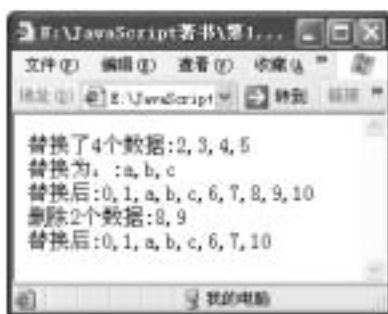 E:\JavaScript著书\第1...
文件(F) 编辑(E) 查看(V) 收藏(A »
地址(D) E:\JavaScript 转到 链接 »
替换了4个数据:2,3,4,5
替换为，:a,b,c
替换后:0,1,a,b,c,6,7,8,9,10
删除2个数据:8,9
替换后:0,1,a,b,c,6,7,10
我的电脑